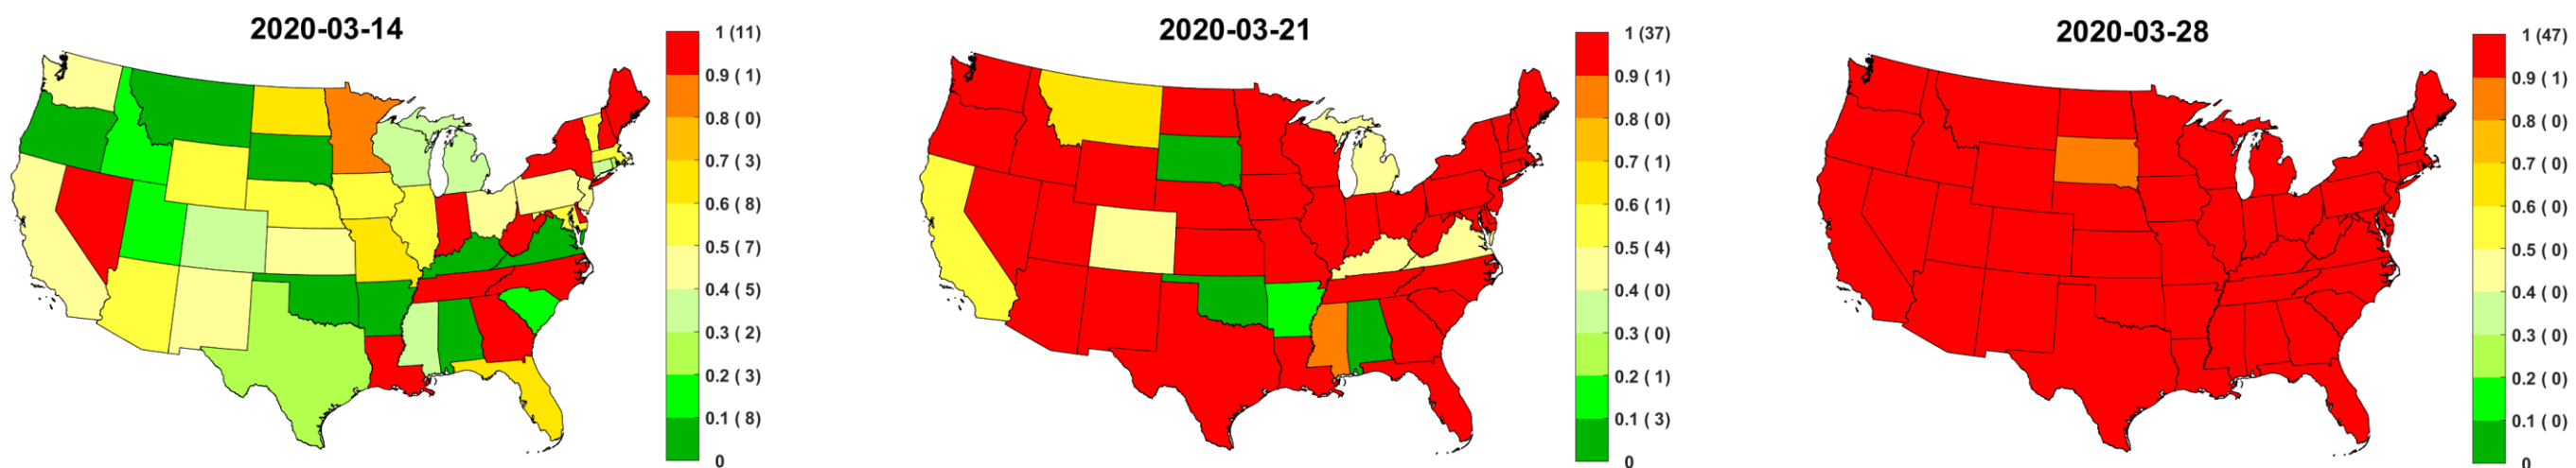 2020-03-14
1 (11)
0.9 ( 1)
0.8 ( 0)
0.7 ( 3)
0.6 ( 8)
0.5 ( 7)
0.4 ( 5)
0.3 ( 2)
0.2 ( 3)
0.1 ( 8)
0
2020-03-21
1 (37)
0.9 ( 1)
0.8 ( 0)
0.7 ( 1)
0.6 ( 1)
0.5 ( 4)
0.4 ( 0)
0.3 ( 0)
0.2 ( 1)
0.1 ( 3)
0
2020-03-28
1 (47)
0.9 ( 1)
0.8 ( 0)
0.7 ( 0)
0.6 ( 0)
0.5 ( 0)
0.4 ( 0)
0.3 ( 0)
0.2 ( 0)
0.1 ( 0)
0